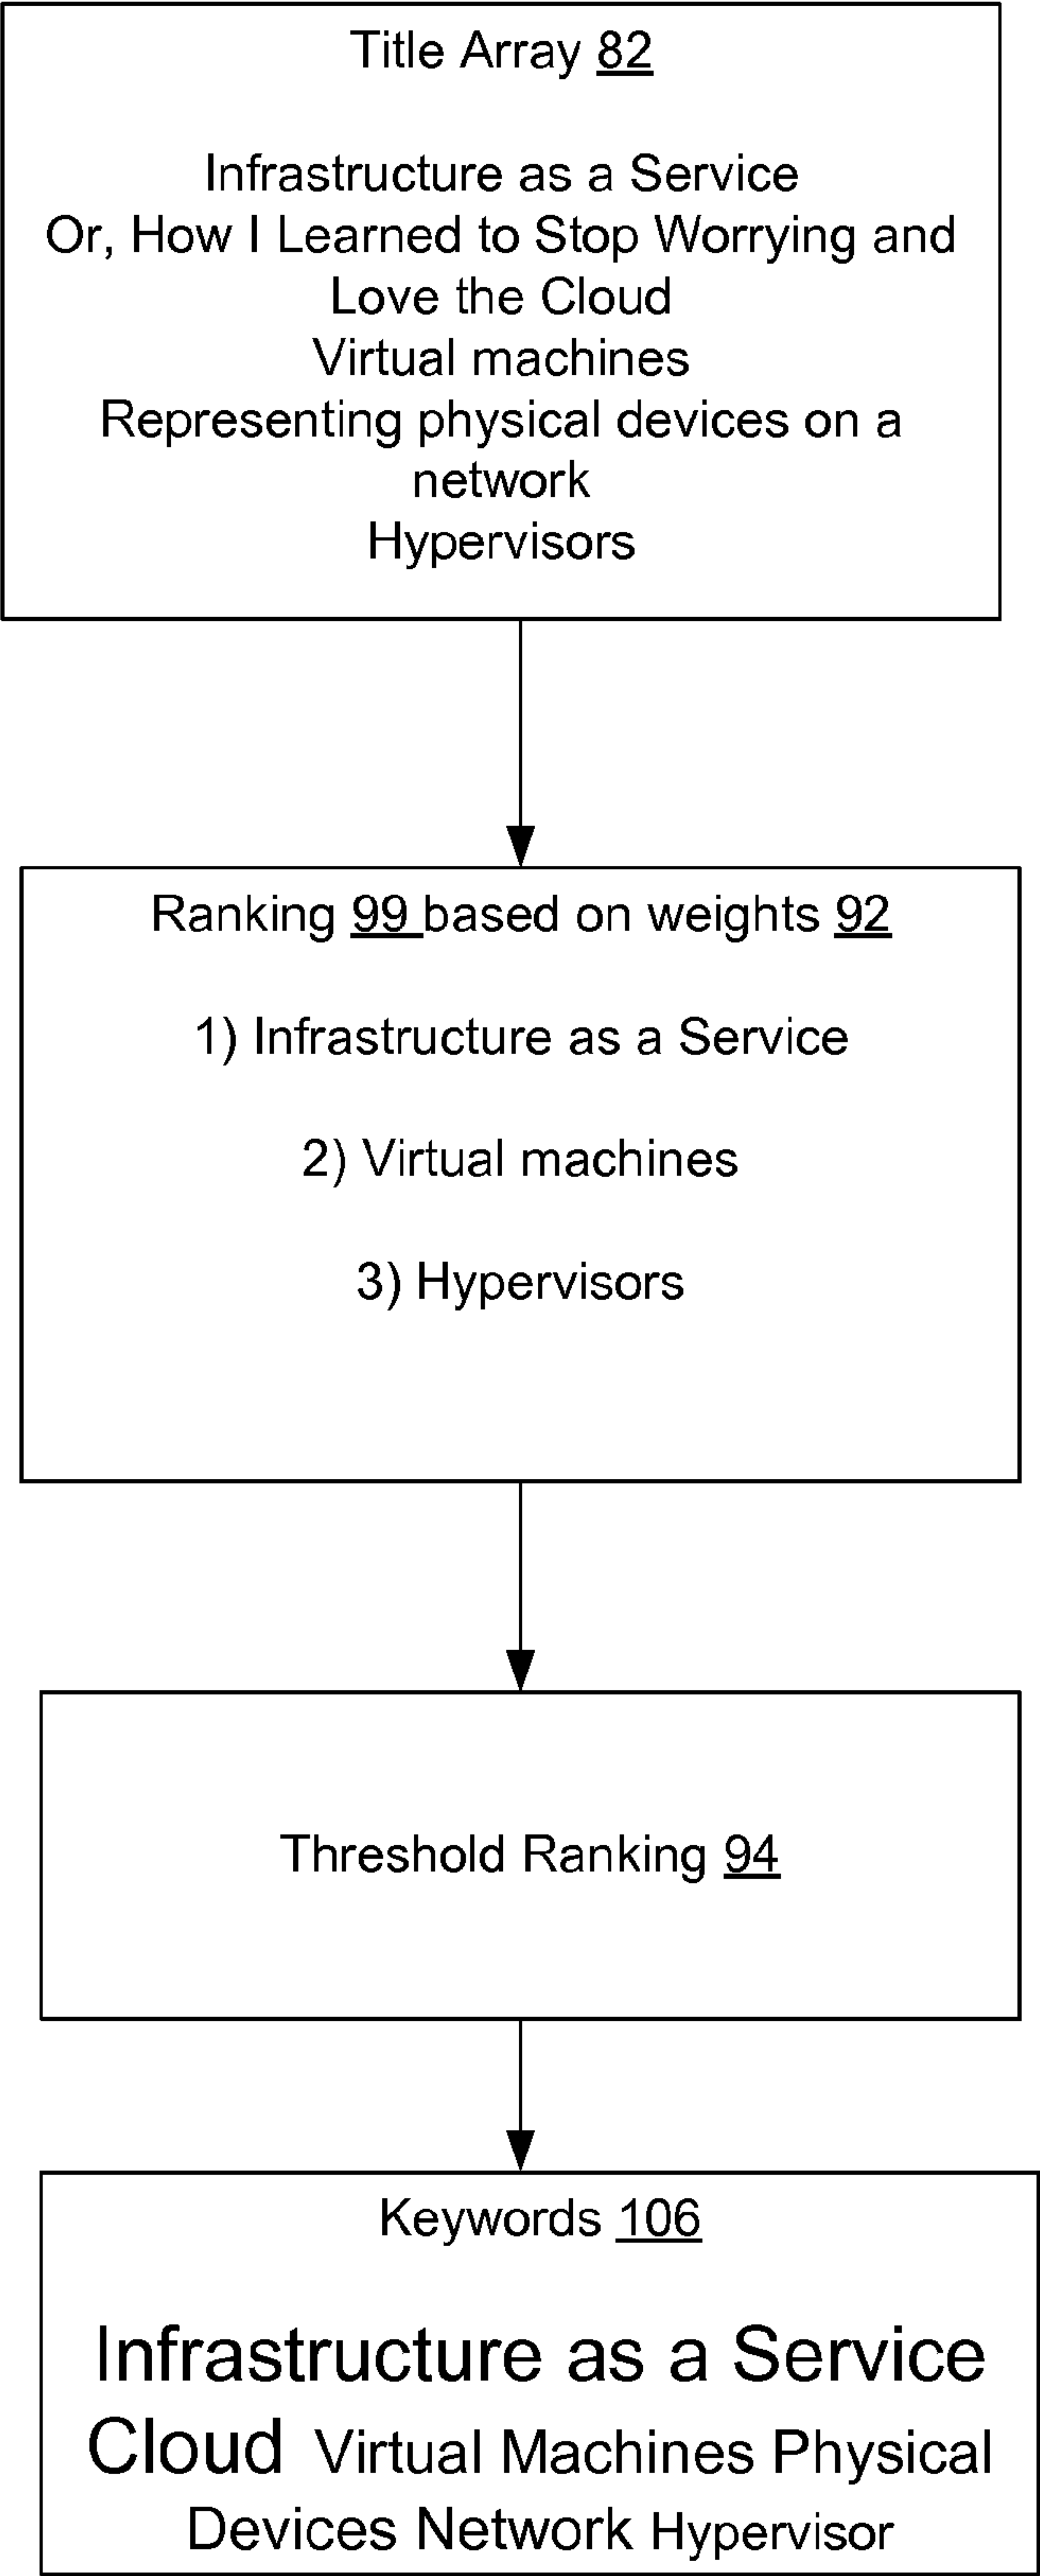 Title Array 82
Infrastructure as a Service
Or, How I Learned to Stop Worrying and
Love the Cloud
Virtual machines
Representing physical devices on a
network
Hypervisors
Ranking 99 based on weights 92
1) Infrastructure as a Service
2) Virtual machines
3) Hypervisors
Threshold Ranking 94
Keywords 106
Infrastructure as a Service
Cloud Virtual Machines Physical
Devices Network Hypervisor